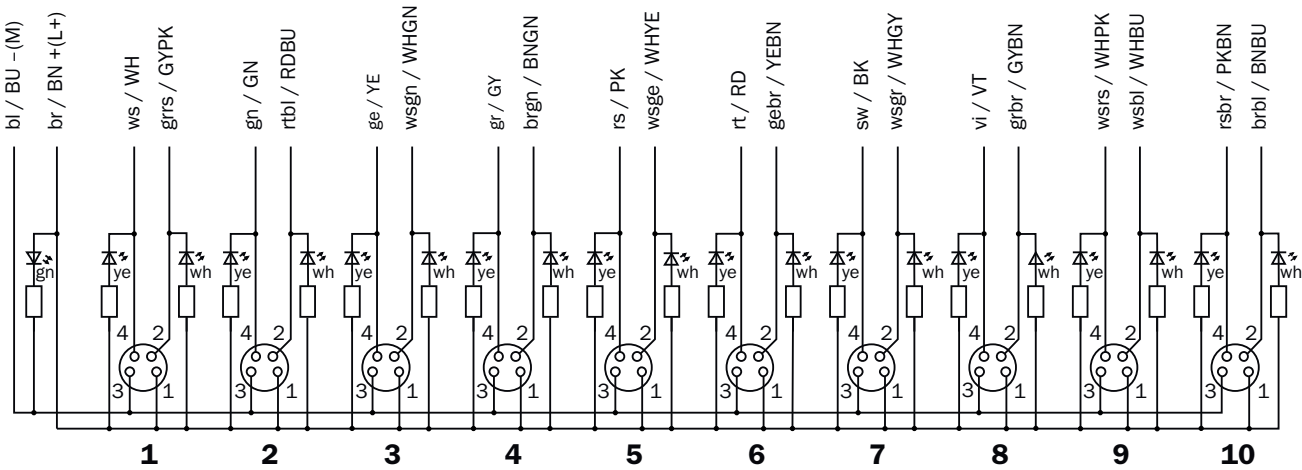 bl / BU –(M)
br / BN +(L+)
ws / WH
grrs / GYPK
gn / GN
rtbl / RDBU
ge / YE
wsgn / WHGN
gr / GY
brgn / BNGN
rs / PK
wsge / WHYE
rt / RD
gebr / YEBN
sw / BK
wsgr / WHGY
vi / VT
grbr / GYBN
wsrs / WHPK
wsbl / WHBU
rsbr / PKBN
brbl / BNBU
gn ye wh ye wh ye wh ye wh ye wh ye wh ye wh ye wh ye wh ye wh
4 2 4 2 4 2 4 2 4 2 4 2 4 2 4 2 4 2 4 2
3 1 3 1 3 1 3 1 3 1 3 1 3 1 3 1 3 1 3 1
1 2 3 4 5 6 7 8 9 10